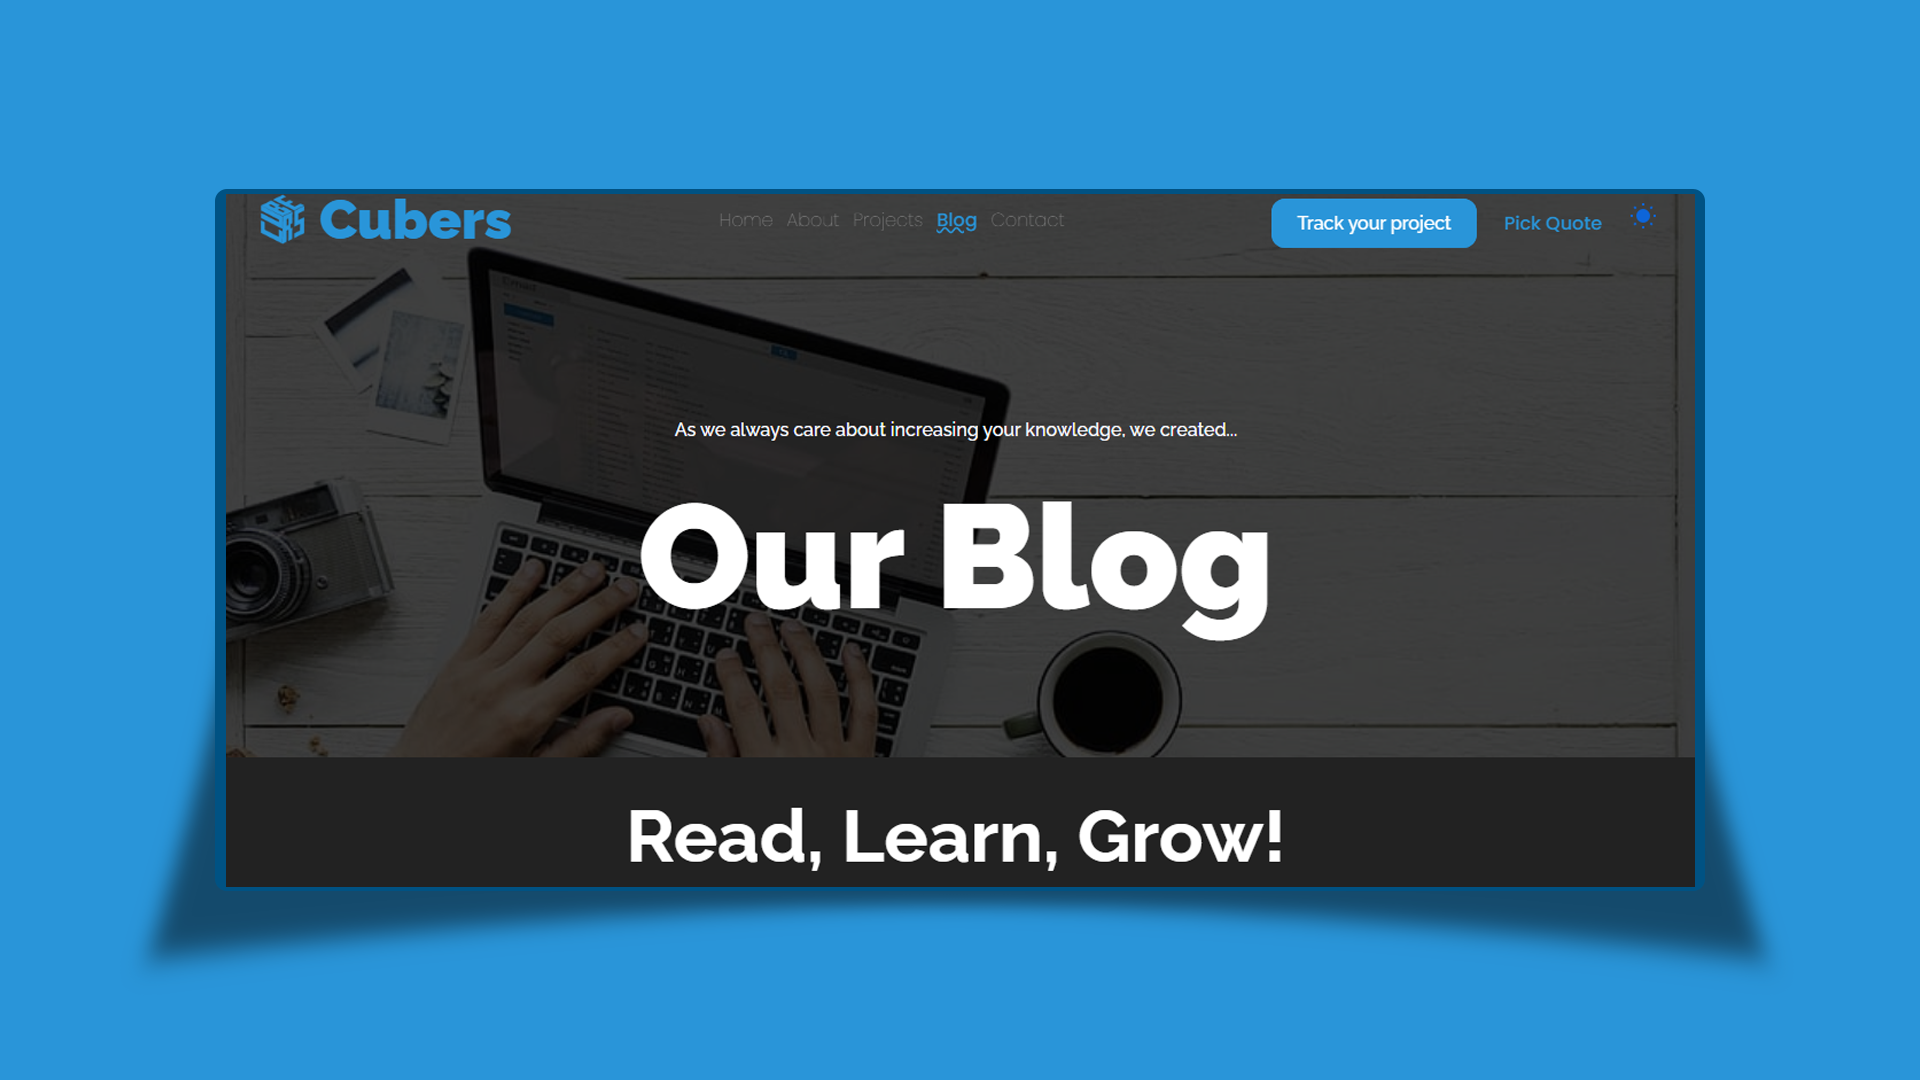 Cubers
Home About Projects Blog Contact
Track your project
Pick Quote
As we always care about increasing your knowledge, we created...
Our Blog
Read, Learn, Grow!